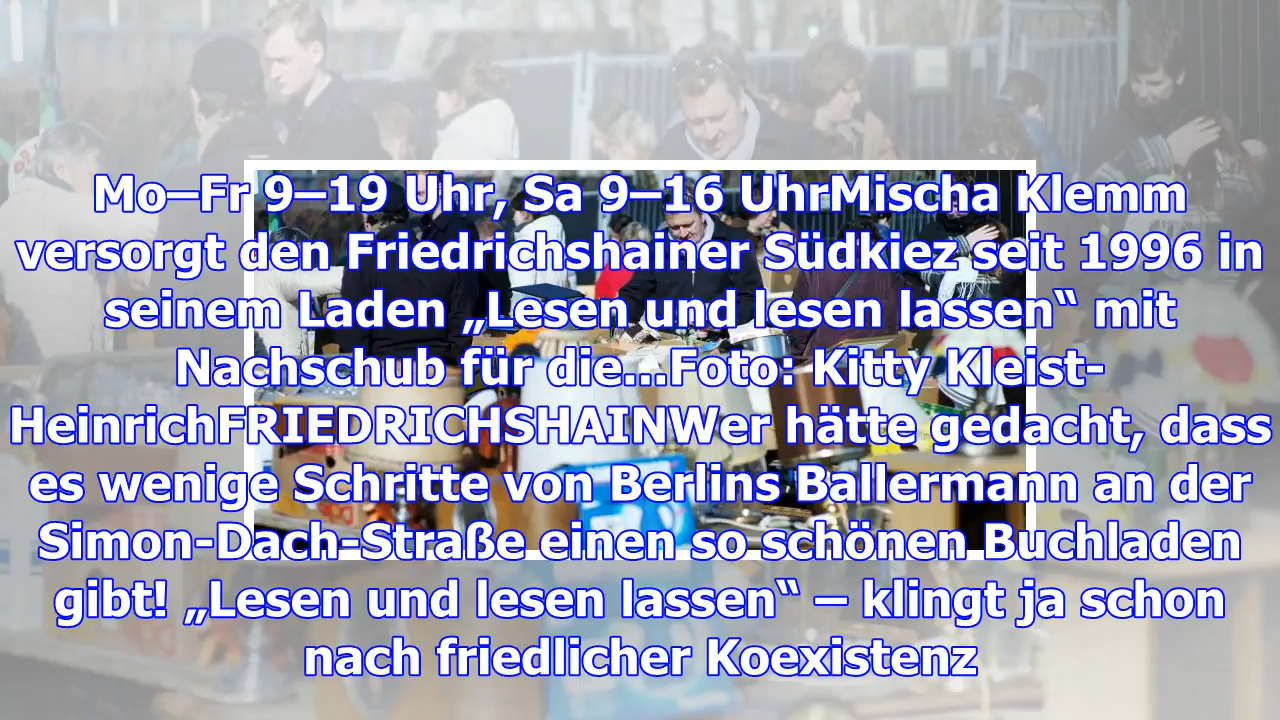 Mo–Fr 9–19 Uhr, Sa 9–16 UhrMischa Klemm
versorgt den Friedrichshainer Südkiez seit 1996 in
seinem Laden „Lesen und lesen lassen“ mit
Nachschub für die...Foto: Kitty Kleist-
HeinrichFRIEDRICHSHAINWer hätte gedacht, dass
es wenige Schritte von Berlins Ballermann an der
Simon-Dach-Straße einen so schönen Buchladen
gibt! „Lesen und lesen lassen“ – klingt ja schon
nach friedlicher Koexistenz